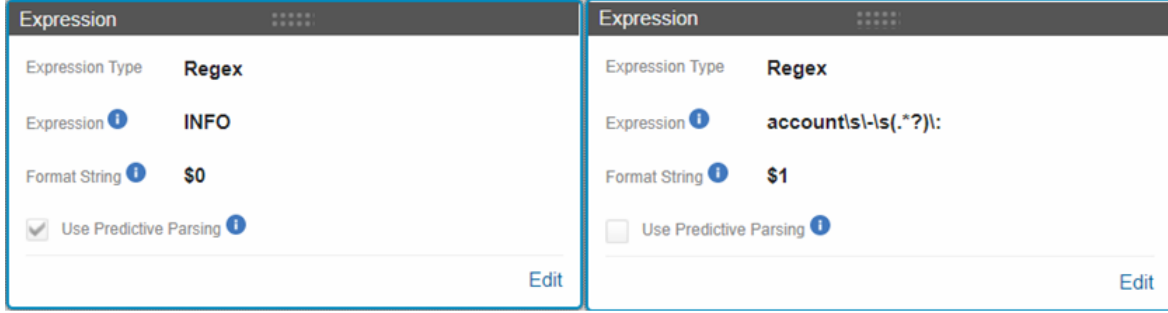 Expression
Expression Type Regex
Expression INFO
Format String $0
Use Predictive Parsing
Edit
Expression
Expression Type Regex
Expression account\s\-\s(.*?)\:
Format String $1
Use Predictive Parsing
Edit